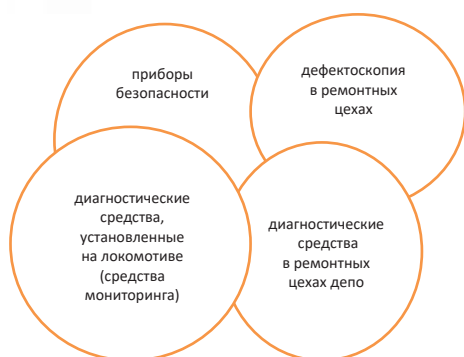 приборы
безопасности
дефектоскопия
в ремонтных
цехах
диагностические
средства,
установленные
на локомотиве
(средства
мониторинга)
диагностические
средства
в ремонтных
цехах депо